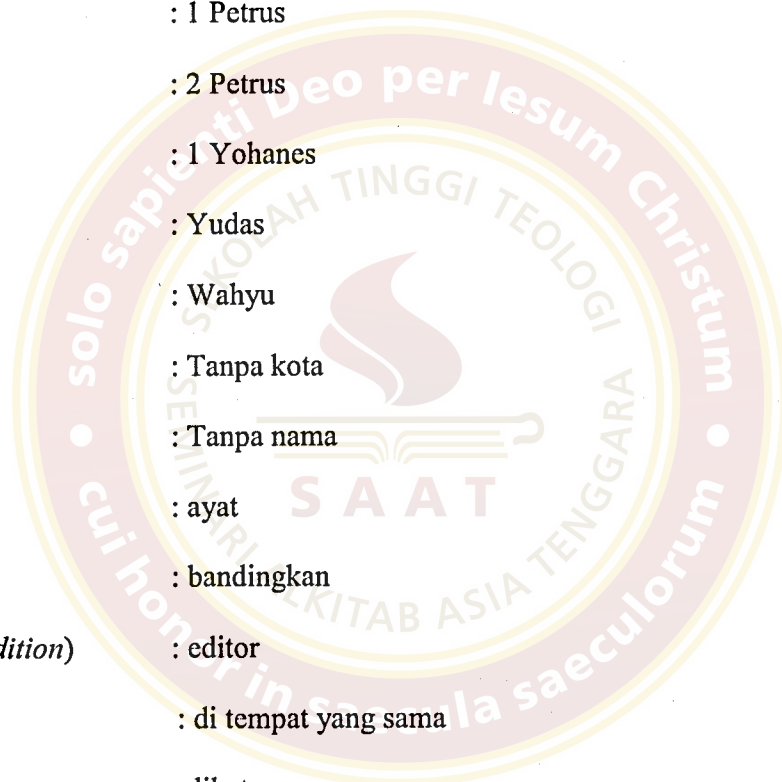 : 1 Petrus
: 2 Petrus
: 1 Yohanes
: Yudas
: Wahyu
: Tanpa kota
: Tanpa nama
: ayat
: bandingkan
dition) : editor
: di tempat yang sama
solo sapienti Deo per Iesum Christum
cui honor in saecula saeculorum
SEKOLAH TINGGI TEOLOGI
SEMINARI ALKITAB ASIA TENGGARA
SAAT